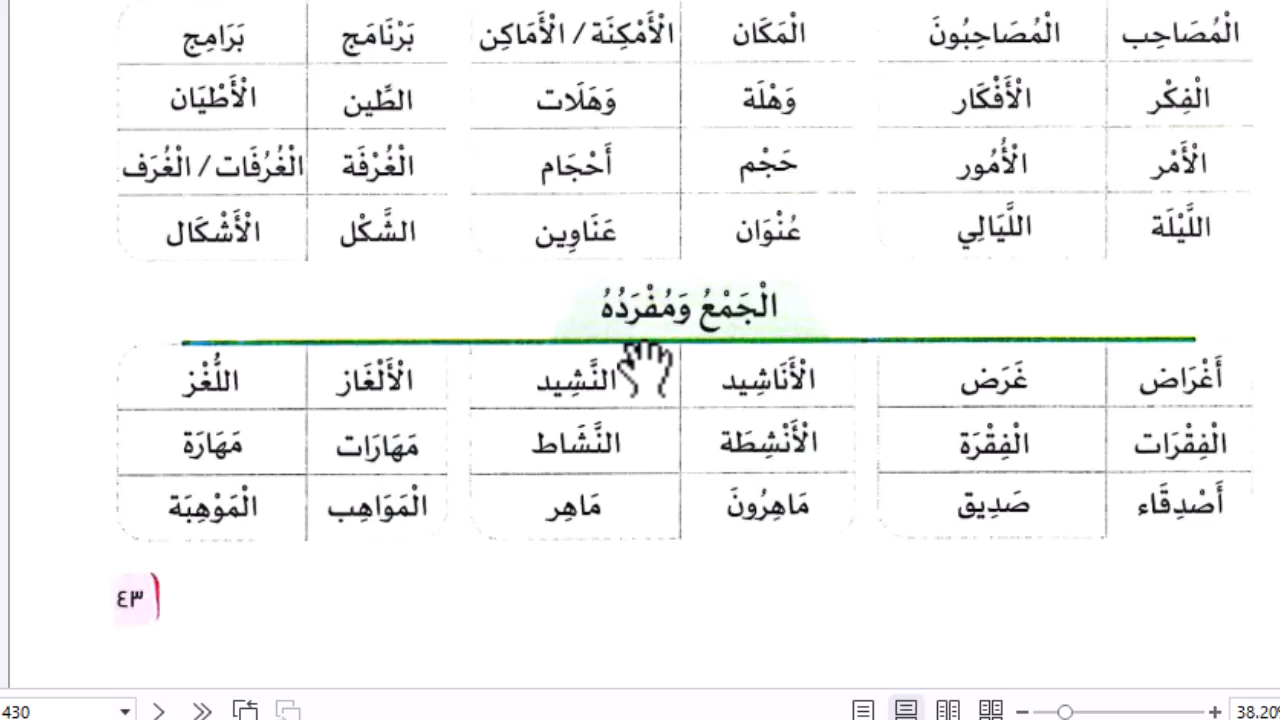 الْمُصَاحِب الْمُصَاحِبُونَ الْمَكَان الْأَمْكِنَة / الْأَمَاكِن بَرْنَامَج بَرَامِج
الْفِكْر الْأَفْكَار وَهْلَة وَهَلَات الطِّين الْأَطْيَان
الْأَمْر الْأُمُور حَجْم أَحْجَام الْغُرْفَة الْغُرُفَات / الْغُرَف
اللَّيْلَة اللَّيَالِي عُنْوَان عَنَاوِين الشَّكْل الْأَشْكَال
الْجَمْعُ وَمُفْرَدُهُ
أَغْرَاض غَرَض الْأَنَاشِيد النَّشِيد الْأَلْغَاز اللُّغْز
الْفِقْرَات الْفِقْرَة الْأَنْشِطَة النَّشَاط مَهَارَات مَهَارَة
أَصْدِقَاء صَدِيق مَاهِرُونَ مَاهِر الْمَوَاهِب الْمَوْهِبَة
٤٣
430 38.20%